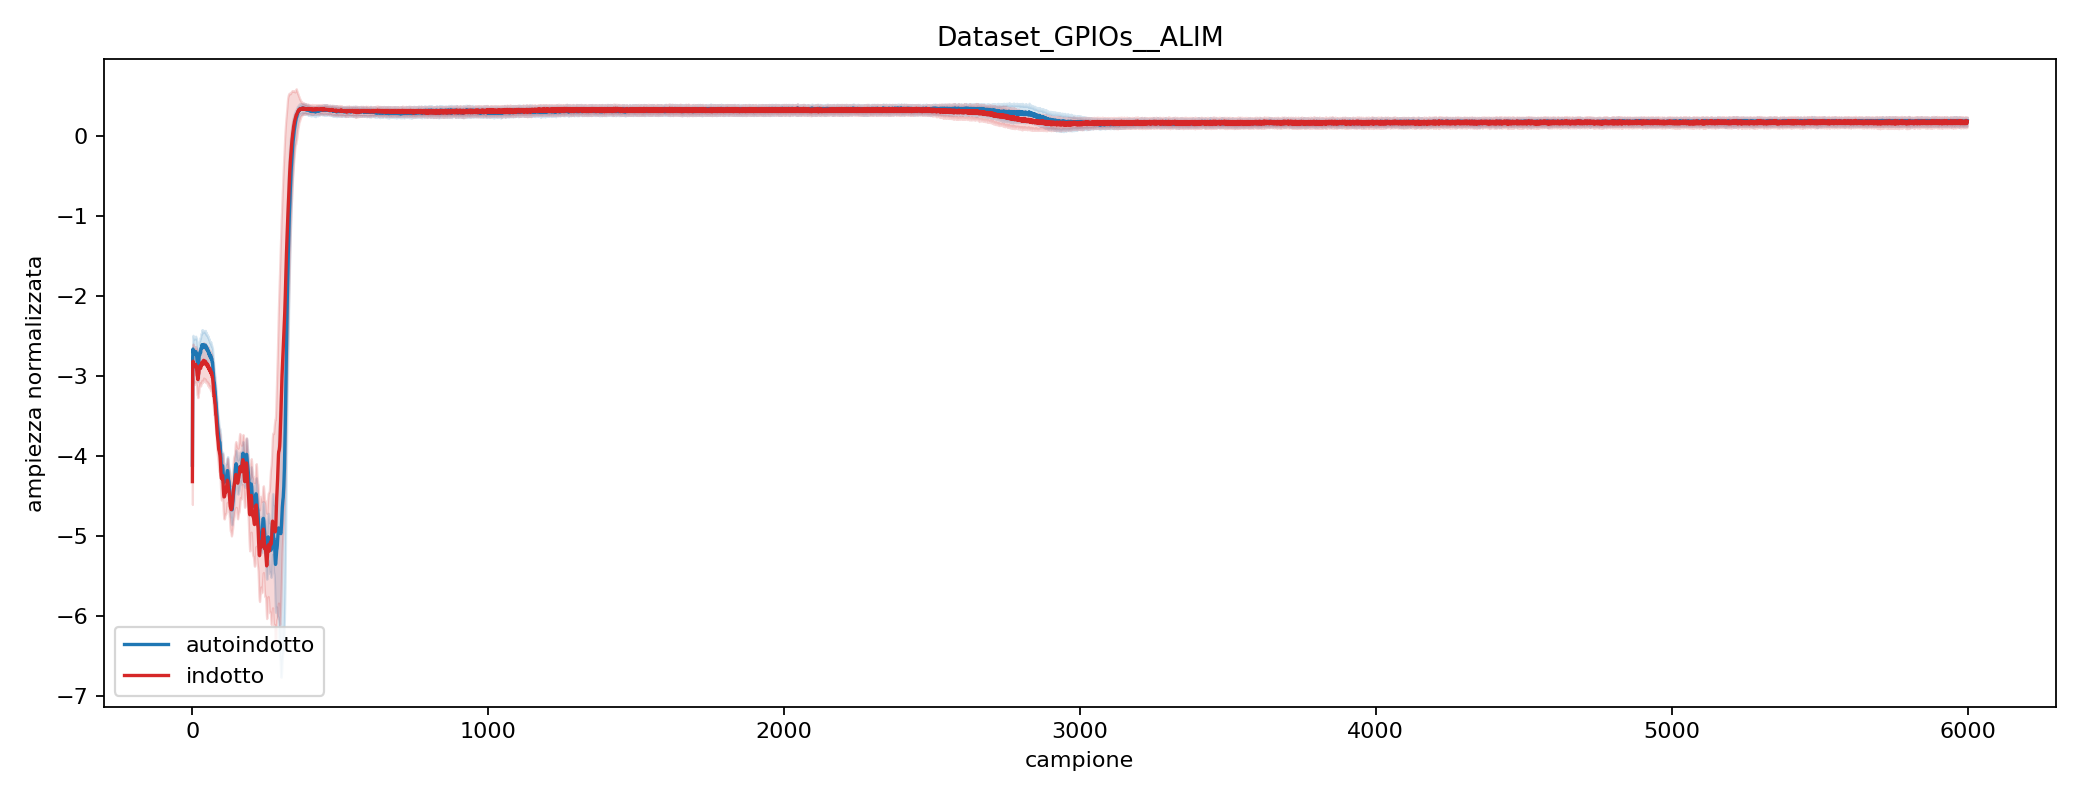 Dataset_GPIOs__ALIM
ampiezza normalizzata
0
−1
−2
−3
−4
−5
−6
−7
autoindotto
indotto
0 1000 2000 3000 4000 5000 6000
campione